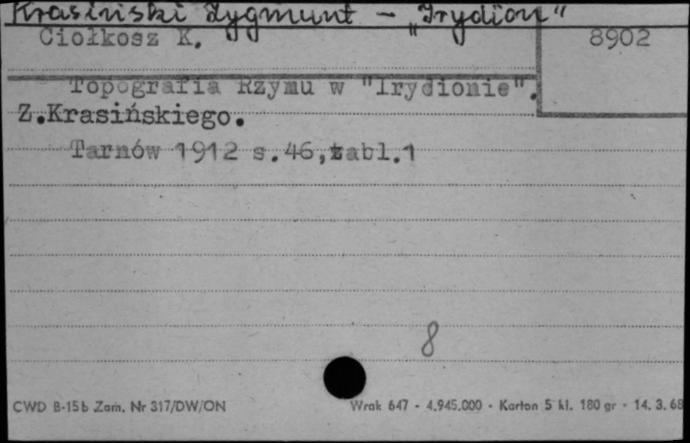 Krasiński Zygmunt - „Irydion"
Ciołkosz K.
8902
Topografia Rzymu w "Irydionie".
Z.Krasińskiego.
Tarnów 1912 s.46,tabl.1
8
CWD B-15b Zam. Nr 317/DW/ON
Wrak 647 - 4.945.000 - Karton 5 kl. 180 gr - 14. 3. 68